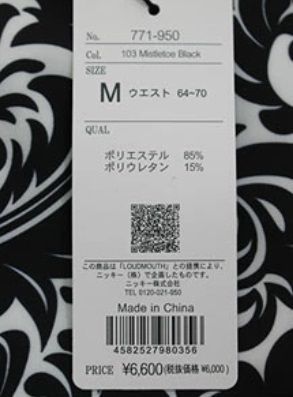 No. 771-950
Col. 103 Mistletoe Black
SIZE
M ウエスト 64~70
QUAL
ポリエステル 85%
ポリウレタン 15%
この商品は「LOUDMOUTH」との提携により、
ニッキー(株)で企画したものです。
ニッキー株式会社
TEL 0120-021-950
Made in China
4582527980356
PRICE ¥6,600(税抜価格 ¥6,000)